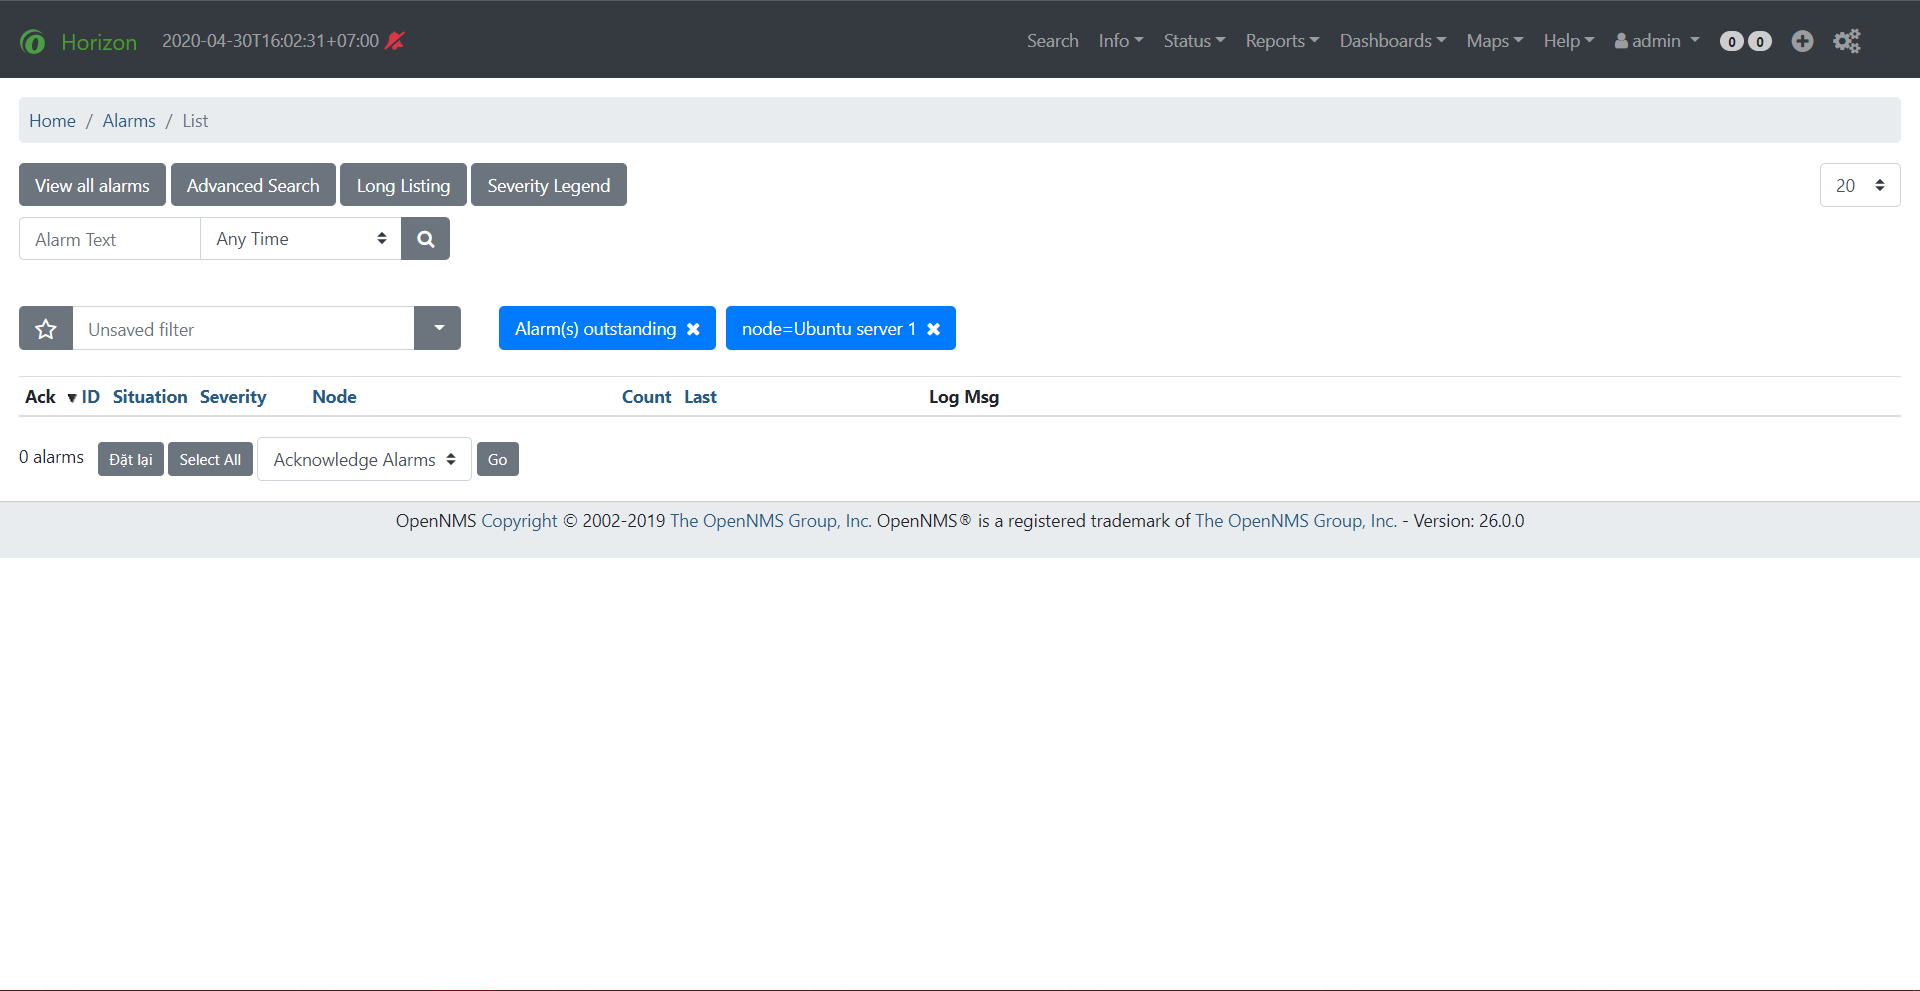 Horizon 2020-04-30T16:02:31+07:00 Search Info Status Reports Dashboards Maps Help admin 0 0
Home / Alarms / List
View all alarms Advanced Search Long Listing Severity Legend 20
Alarm Text Any Time
Unsaved filter Alarm(s) outstanding node=Ubuntu server 1
Ack ID Situation Severity Node Count Last Log Msg
0 alarms Đặt lại Select All Acknowledge Alarms Go
OpenNMS Copyright © 2002-2019 The OpenNMS Group, Inc. OpenNMS® is a registered trademark of The OpenNMS Group, Inc. - Version: 26.0.0